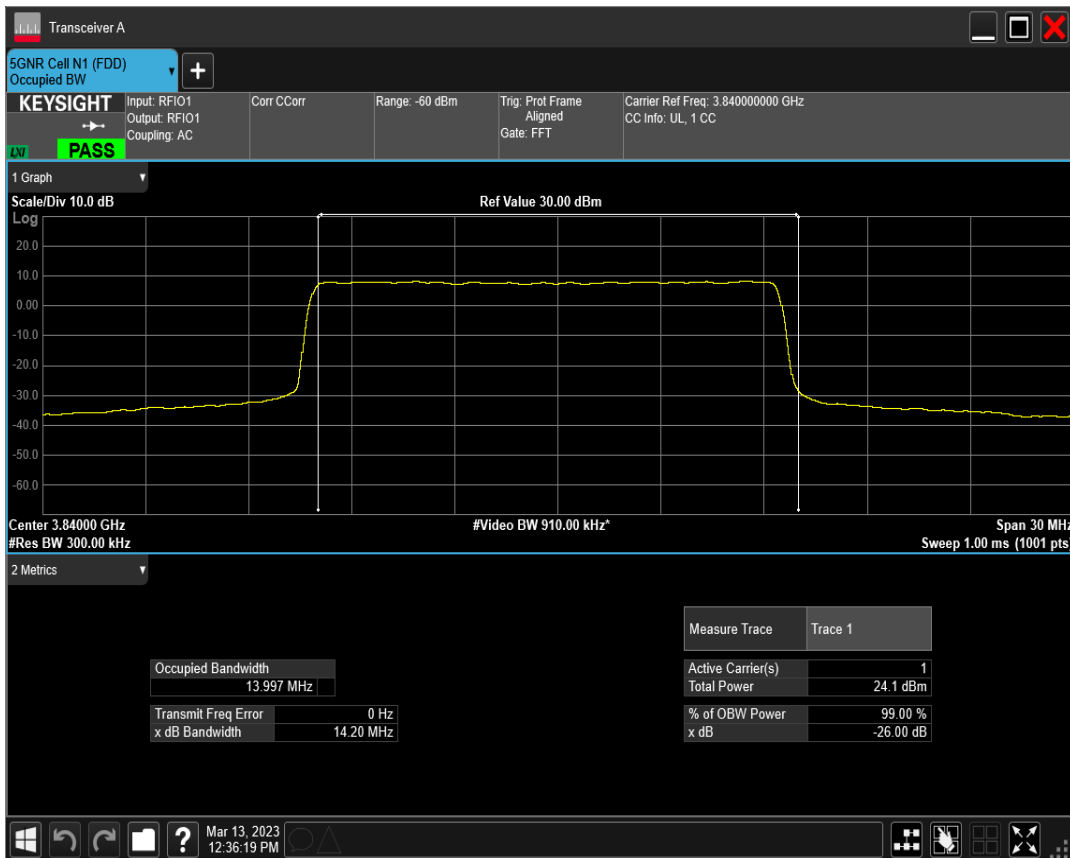 Transceiver A
5GNR Cell N1 (FDD)
Occupied BW
+
KEYSIGHT
LXI
PASS
Input: RFIO1
Output: RFIO1
Coupling: AC
Corr CCorr
Range: -60 dBm
Trig: Prot Frame
Aligned
Gate: FFT
Carrier Ref Freq: 3.840000000 GHz
CC Info: UL, 1 CC
1 Graph
Scale/Div 10.0 dB
Ref Value 30.00 dBm
Log
20.0
10.0
0.00
-10.0
-20.0
-30.0
-40.0
-50.0
-60.0
Center 3.84000 GHz
#Video BW 910.00 kHz*
Span 30 MHz
#Res BW 300.00 kHz
Sweep 1.00 ms (1001 pts)
2 Metrics
Measure Trace Trace 1
Occupied Bandwidth
13.997 MHz
Active Carrier(s) 1
Total Power 24.1 dBm
Transmit Freq Error 0 Hz
x dB Bandwidth 14.20 MHz
% of OBW Power 99.00 %
x dB -26.00 dB
?
Mar 13, 2023
12:36:19 PM